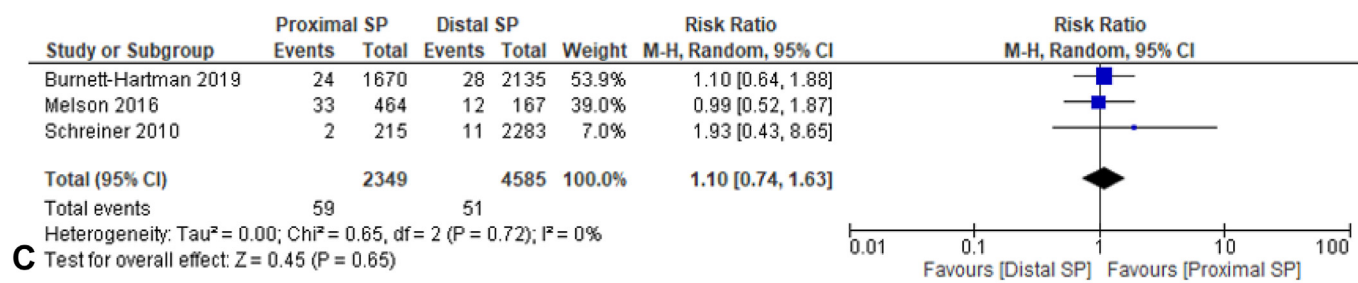 Proximal SP Distal SP Risk Ratio Risk Ratio
Study or Subgroup Events Total Events Total Weight M-H, Random, 95% CI M-H, Random, 95% CI
Burnett-Hartman 2019 24 1670 28 2135 53.9% 1.10 [0.64, 1.88]
Melson 2016 33 464 12 167 39.0% 0.99 [0.52, 1.87]
Schreiner 2010 2 215 11 2283 7.0% 1.93 [0.43, 8.65]
Total (95% CI) 2349 4585 100.0% 1.10 [0.74, 1.63]
Total events 59 51
Heterogeneity: Tau² = 0.00; Chi² = 0.65, df = 2 (P = 0.72); I² = 0%
0.01 0.1 1 10 100
C Test for overall effect: Z = 0.45 (P = 0.65)
Favours [Distal SP] Favours [Proximal SP]